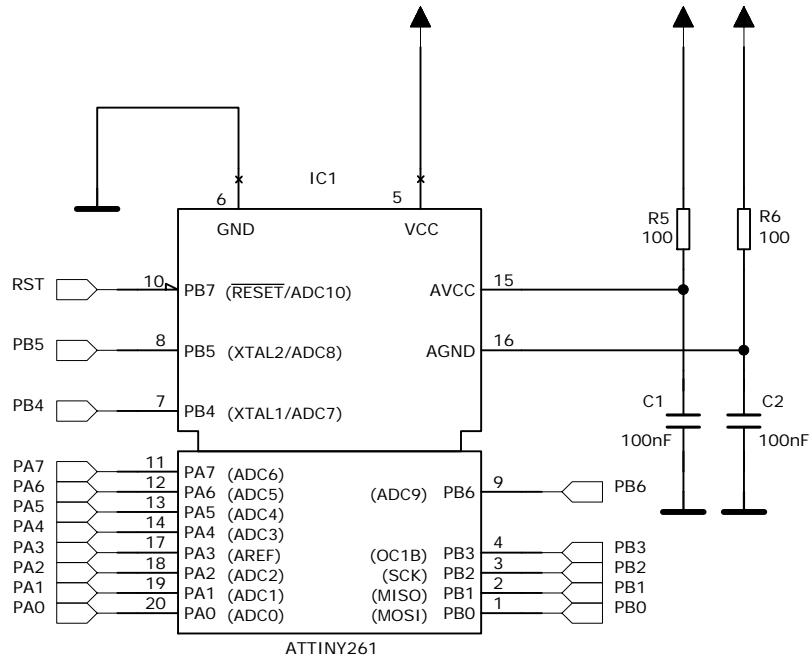 IC1
6
5
GND
VCC
R5
100
R6
100
RST
10
PB7
(RESET/ADC10)
AVCC
15
PB5
8
PB5
(XTAL2/ADC8)
AGND
16
PB4
7
PB4
(XTAL1/ADC7)
C1
100nF
C2
100nF
PA7
11
PA7
(ADC6)
PA6
12
PA6
(ADC5)
(ADC9)
PB6
9
PB6
PA5
13
PA5
(ADC4)
PA4
14
PA4
(ADC3)
PA3
17
PA3
(AREF)
(OC1B)
PB3
4
PB3
PA2
18
PA2
(ADC2)
(SCK)
PB2
3
PB2
PA1
19
PA1
(ADC1)
(MISO)
PB1
2
PB1
PA0
20
PA0
(ADC0)
(MOSI)
PB0
1
PB0
ATTINY261